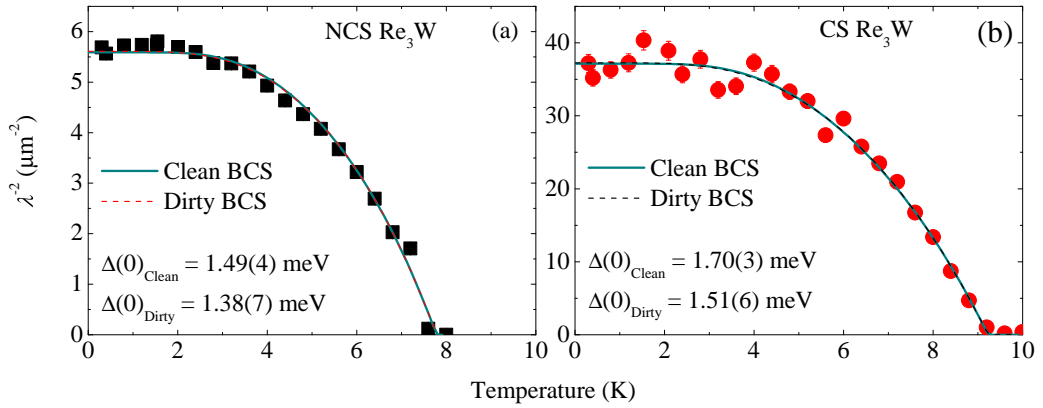 NCS Re₃W
(a)
6
5
4
3
2
1
0
λ⁻² (μm⁻²)
Clean BCS
Dirty BCS
Δ(0)Clean = 1.49(4) meV
Δ(0)Dirty = 1.38(7) meV
0 2 4 6 8 10
CS Re₃W
(b)
40
30
20
10
0
Clean BCS
Dirty BCS
Δ(0)Clean = 1.70(3) meV
Δ(0)Dirty = 1.51(6) meV
0 2 4 6 8 10
Temperature (K)